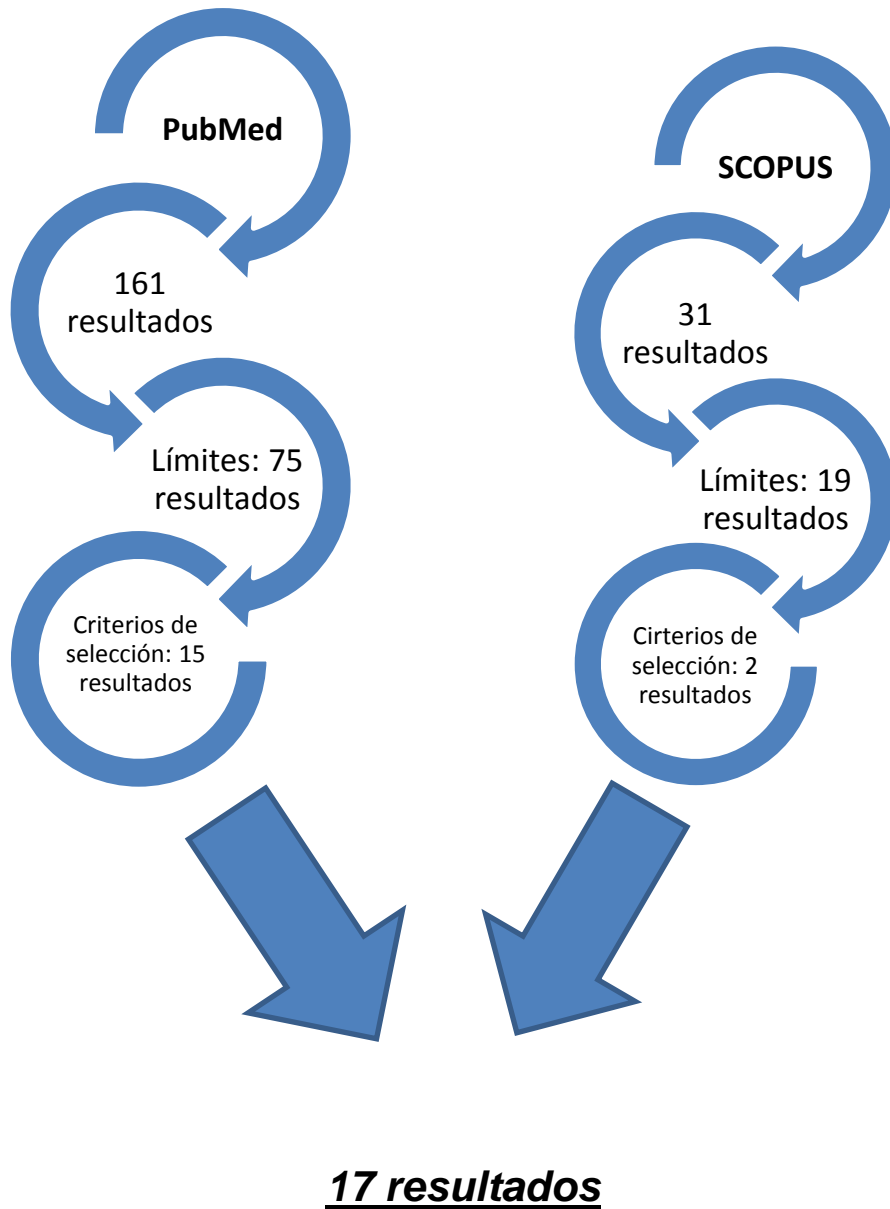 PubMed
161
resultados
Límites: 75
resultados
Criterios de
selección: 15
resultados
SCOPUS
31
resultados
Límites: 19
resultados
Cirterios de
selección: 2
resultados
17 resultados